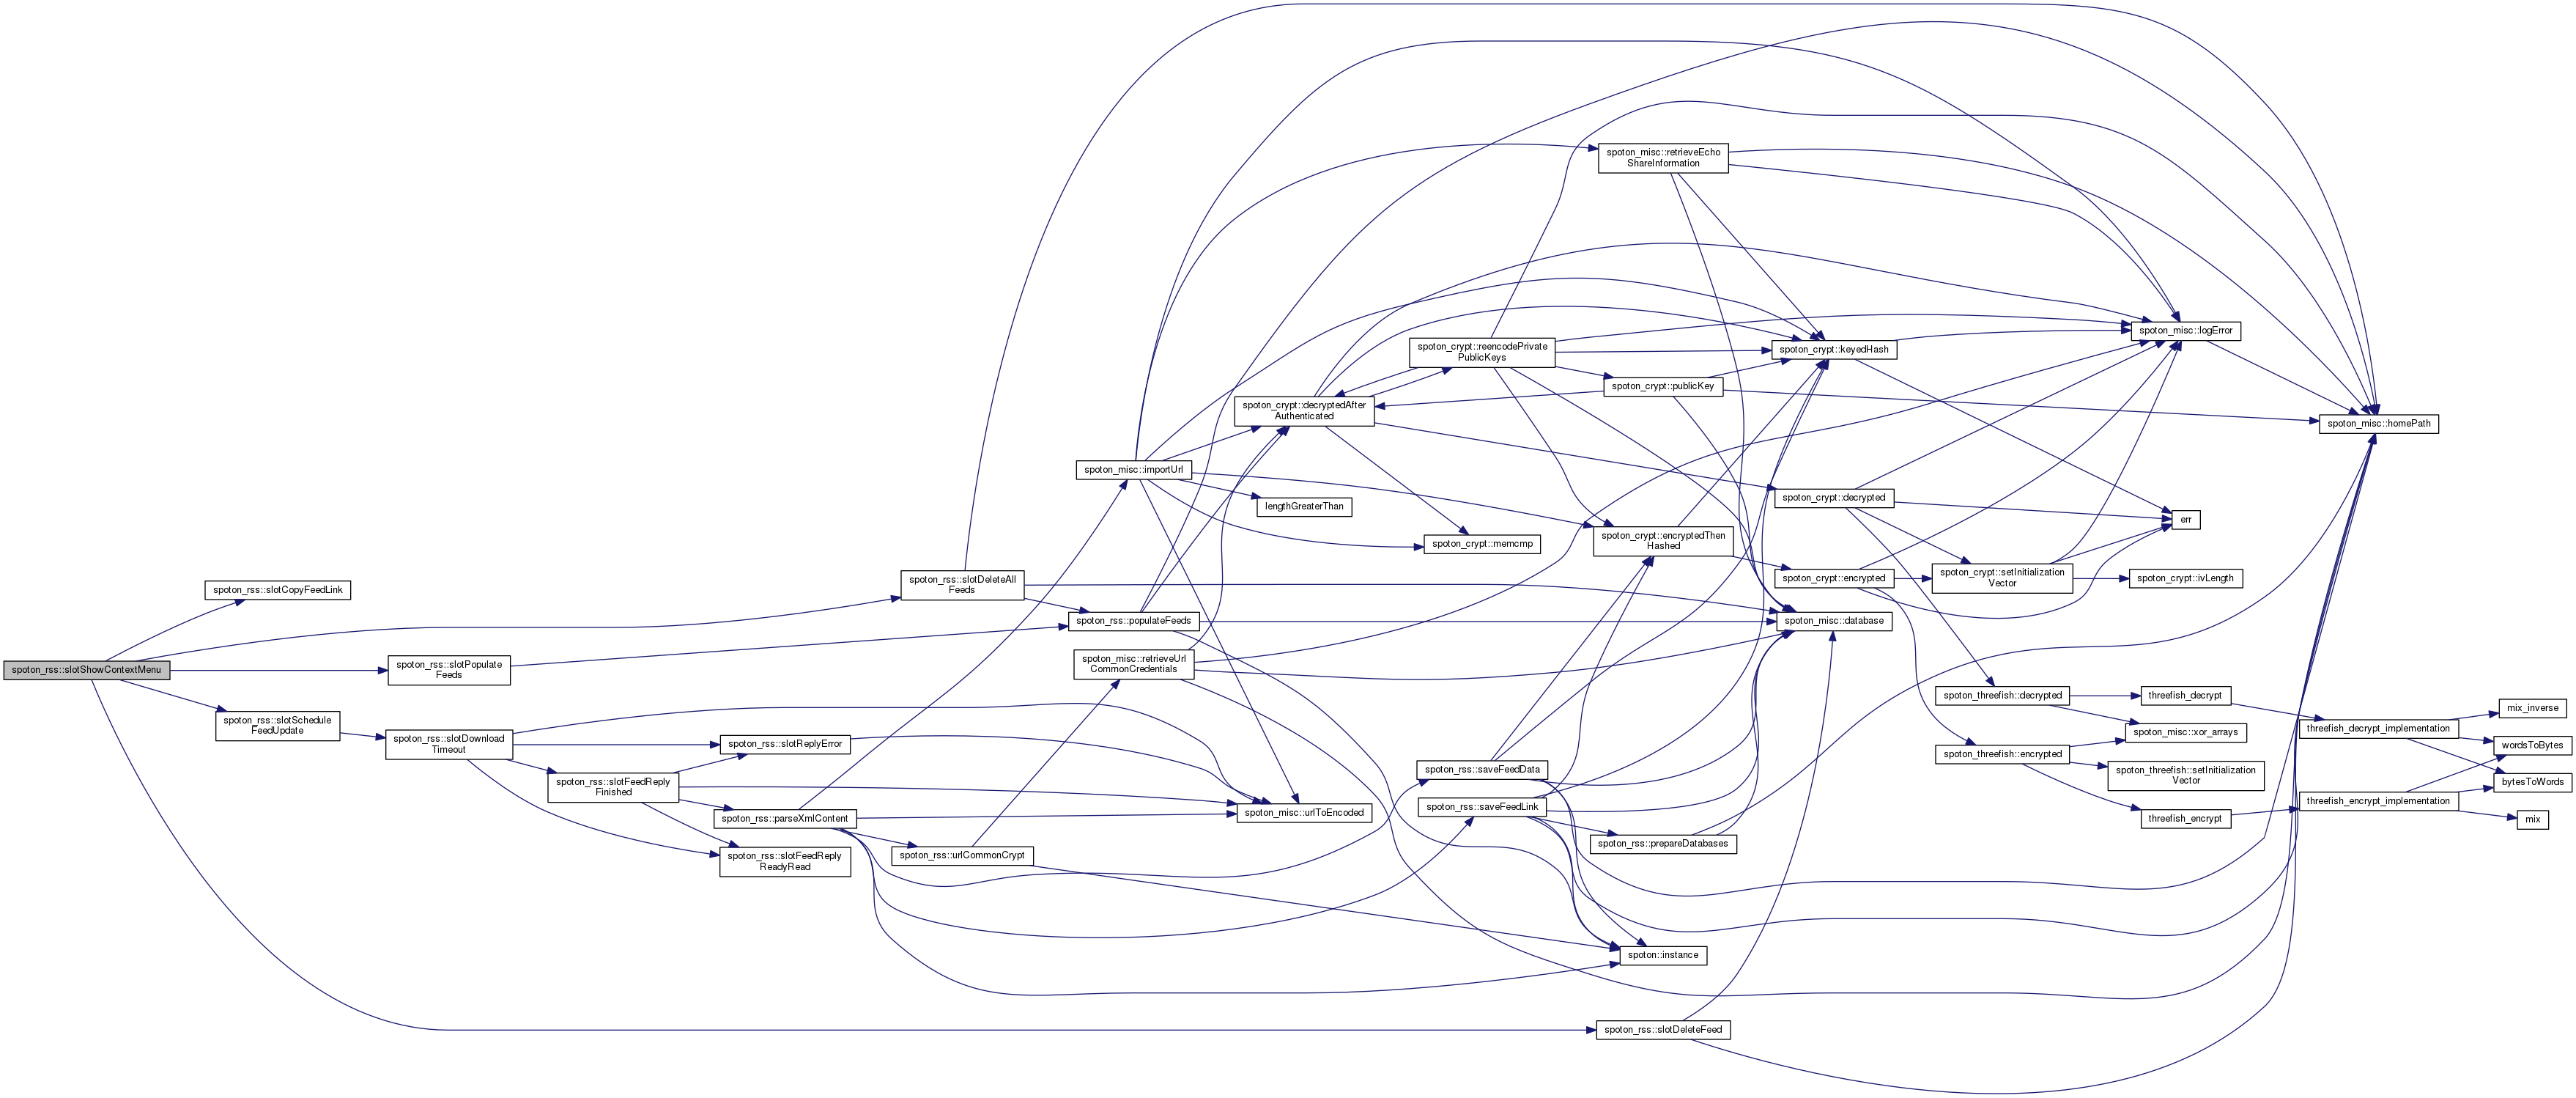 spoton_rss::slotShowContextMenu
spoton_rss::slotCopyFeedLink
spoton_rss::slotPopulate
Feeds
spoton_rss::slotSchedule
FeedUpdate
spoton_rss::slotDownload
Timeout
spoton_rss::slotFeedReply
Finished
spoton_rss::slotReplyError
spoton_rss::parseXmlContent
spoton_rss::slotFeedReply
ReadyRead
spoton_rss::slotDeleteAll
Feeds
spoton_rss::urlCommonCrypt
spoton_misc::importUrl
spoton_rss::populateFeeds
spoton_misc::retrieveUrl
CommonCredentials
spoton_crypt::decryptedAfter
Authenticated
lengthGreaterThan
spoton_misc::urlToEncoded
spoton_crypt::reencodePrivate
PublicKeys
spoton_crypt::memcmp
spoton_rss::saveFeedData
spoton_rss::saveFeedLink
spoton_misc::retrieveEcho
ShareInformation
spoton_crypt::publicKey
spoton_crypt::encryptedThen
Hashed
spoton_rss::prepareDatabases
spoton::instance
spoton_rss::slotDeleteFeed
spoton_crypt::keyedHash
spoton_crypt::decrypted
spoton_crypt::encrypted
spoton_misc::database
spoton_crypt::setInitialization
Vector
spoton_threefish::decrypted
spoton_threefish::encrypted
spoton_misc::logError
err
spoton_crypt::ivLength
threefish_decrypt
spoton_misc::xor_arrays
spoton_threefish::setInitialization
Vector
threefish_encrypt
spoton_misc::homePath
threefish_decrypt_implementation
threefish_encrypt_implementation
mix_inverse
wordsToBytes
bytesToWords
mix